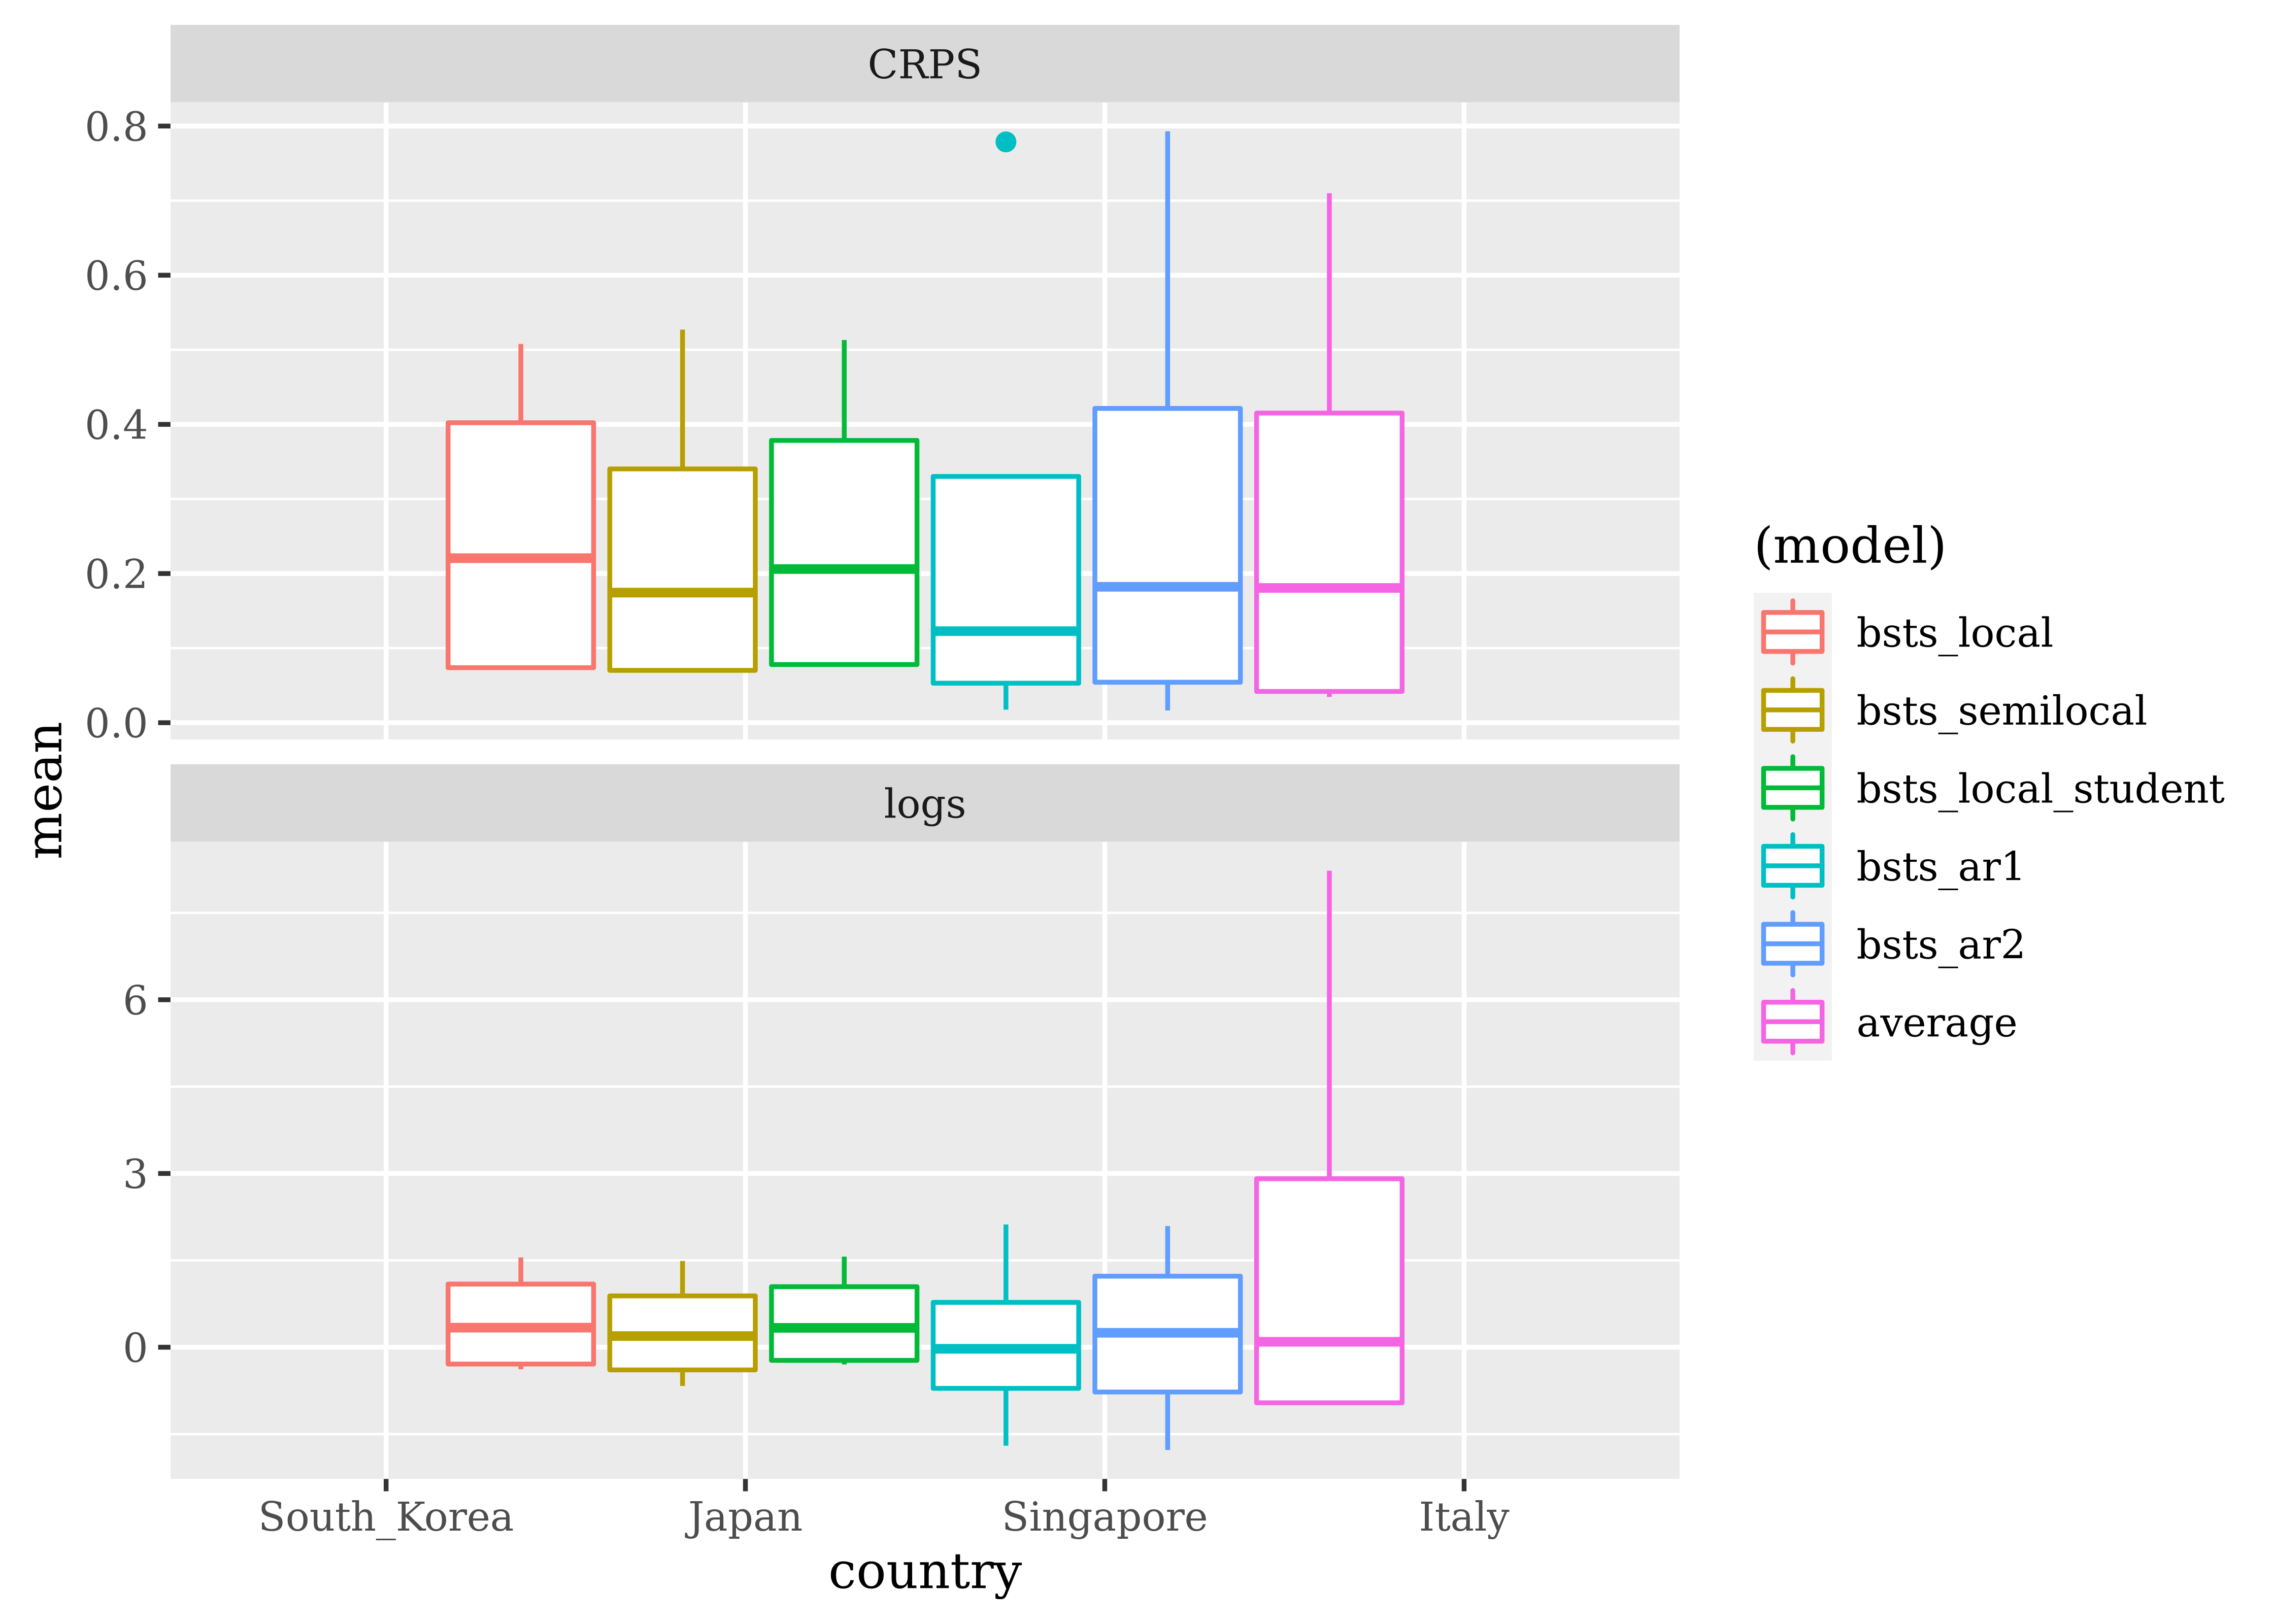 CRPS
0.8
0.6
0.4
0.2
0.0
mean
logs
6
3
0
South_Korea Japan Singapore Italy
country
(model)
bsts_local
bsts_semilocal
bsts_local_student
bsts_ar1
bsts_ar2
average